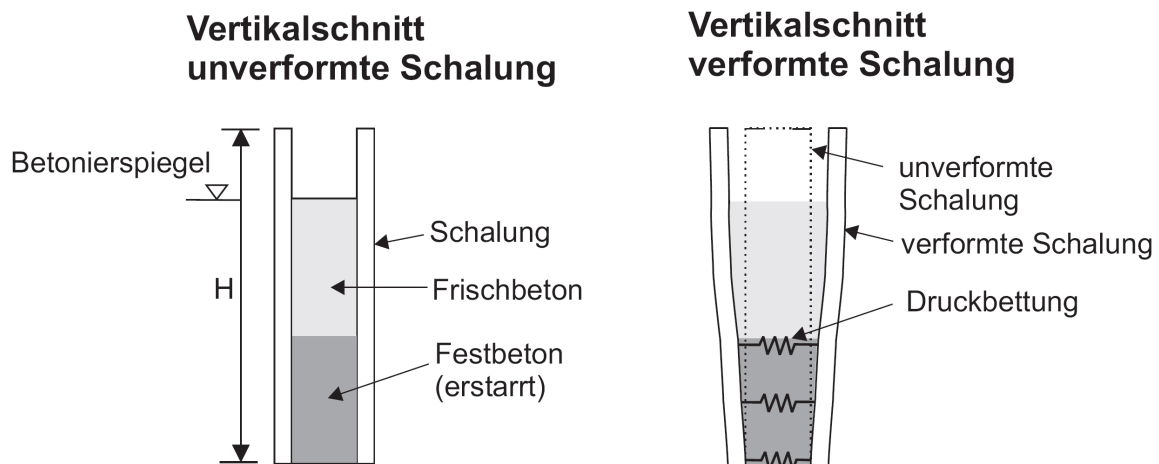 Vertikalschnitt
unverformte Schalung
Betonierspiegel
H
Schalung
Frischbeton
Festbeton
(erstarrt)
Vertikalschnitt
verformte Schalung
unverformte
Schalung
verformte Schalung
Druckbettung